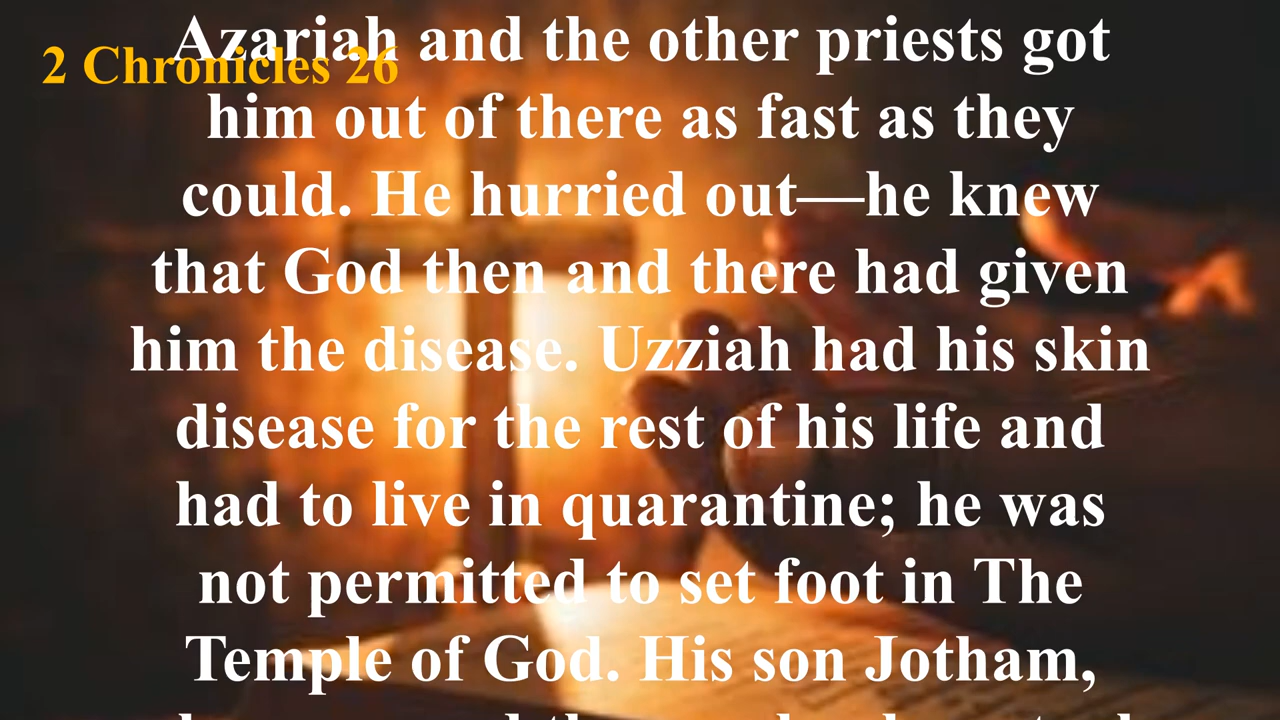 Azariah and the other priests got
2 Chronicles 26
him out of there as fast as they
could. He hurried out—he knew
that God then and there had given
him the disease. Uzziah had his skin
disease for the rest of his life and
had to live in quarantine; he was
not permitted to set foot in The
Temple of God. His son Jotham,